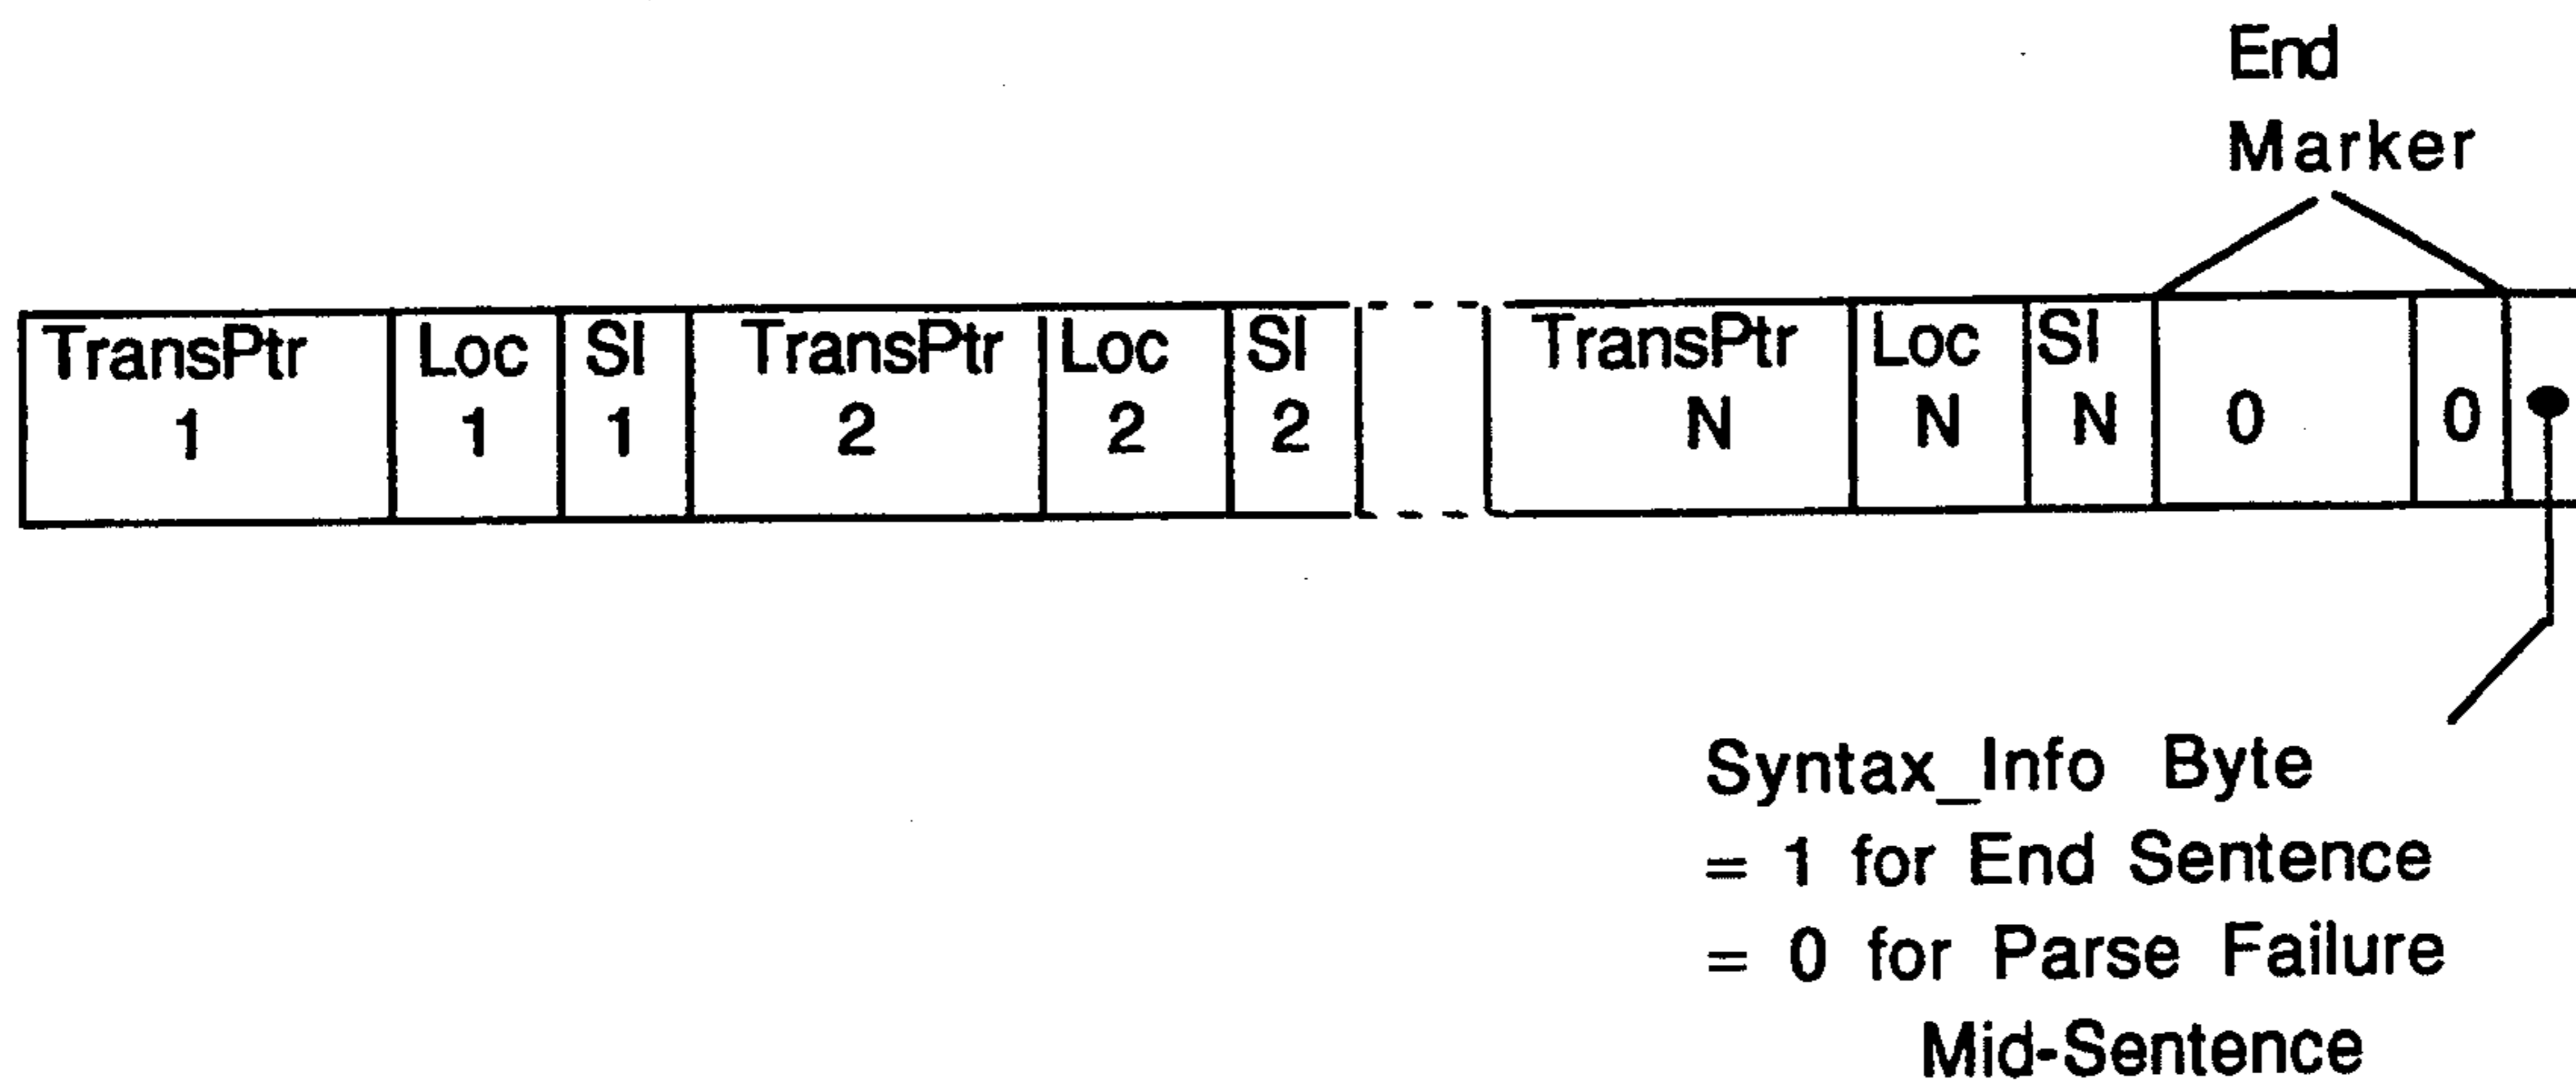 End
Marker
TransPtr Loc SI TransPtr Loc SI TransPtr Loc SI
1 1 1 2 2 2 N N N 0 0
Syntax_Info Byte
= 1 for End Sentence
= 0 for Parse Failure
Mid-Sentence